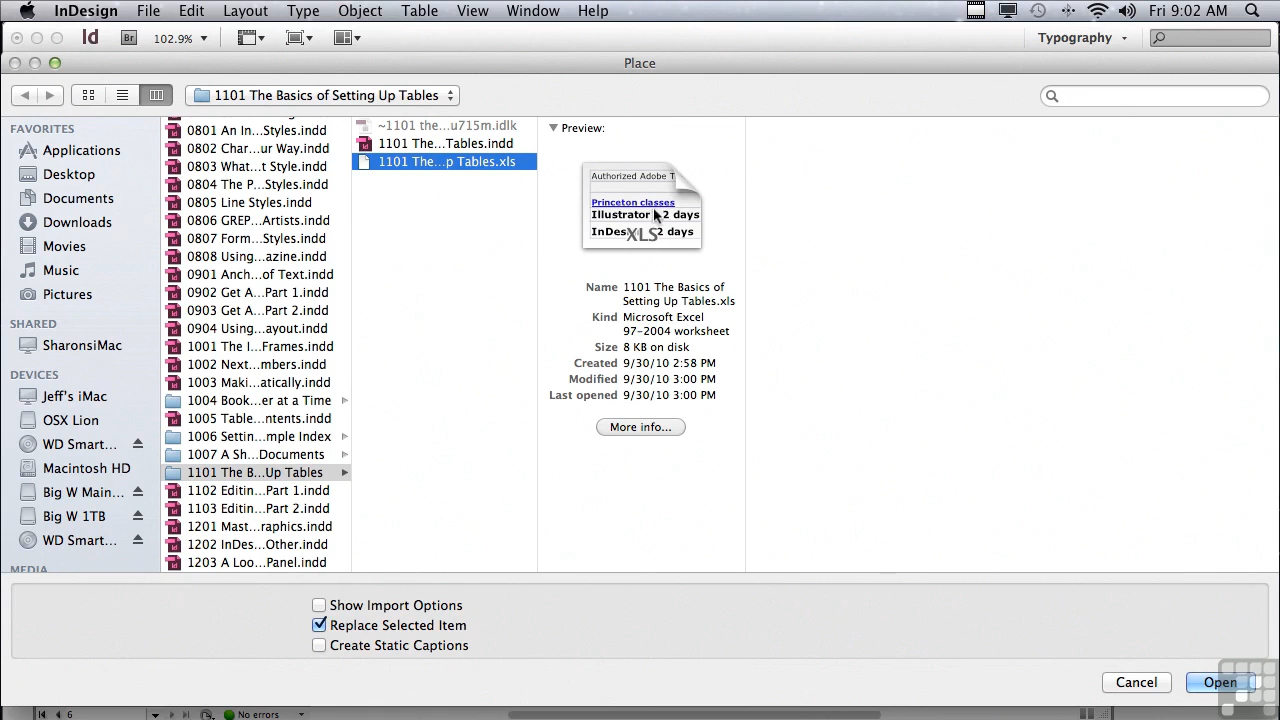 InDesign File Edit Layout Type Object Table View Window Help Fri 9:02 AM
Id Br 102.9% Typography
Place
1101 The Basics of Setting Up Tables
FAVORITES
Applications
Desktop
Documents
Downloads
Movies
Music
Pictures
SHARED
SharonsiMac
DEVICES
Jeff's iMac
OSX Lion
WD Smart...
Macintosh HD
Big W Main...
Big W 1TB
WD Smart...
MEDIA
0801 An In...Styles.indd
0802 Char...ur Way.indd
0803 What...t Style.indd
0804 The P...Styles.indd
0805 Line Styles.indd
0806 GREP...Artists.indd
0807 Form...Styles.indd
0808 Using...azine.indd
0901 Anch...of Text.indd
0902 Get A...Part 1.indd
0903 Get A...Part 2.indd
0904 Using...ayout.indd
1001 The I...Frames.indd
1002 Next...mbers.indd
1003 Maki...atically.indd
1004 Book...er at a Time
1005 Table...ntents.indd
1006 Settin...mple Index
1007 A Sh...Documents
1101 The B...Up Tables
1102 Editin...Part 1.indd
1103 Editin...Part 2.indd
1201 Mast...raphics.indd
1202 InDes...Other.indd
1203 A Loo...Panel.indd
~1101 the...u715m.idlk
1101 The...Tables.indd
1101 The...p Tables.xls
Preview:
Authorized Adobe T
Princeton classes
Illustrator 2 days
InDes 2 days
XLS
Name 1101 The Basics of
Setting Up Tables.xls
Kind Microsoft Excel
97-2004 worksheet
Size 8 KB on disk
Created 9/30/10 2:58 PM
Modified 9/30/10 3:00 PM
Last opened 9/30/10 3:00 PM
More info...
Show Import Options
Replace Selected Item
Create Static Captions
Cancel Open
6 No errors